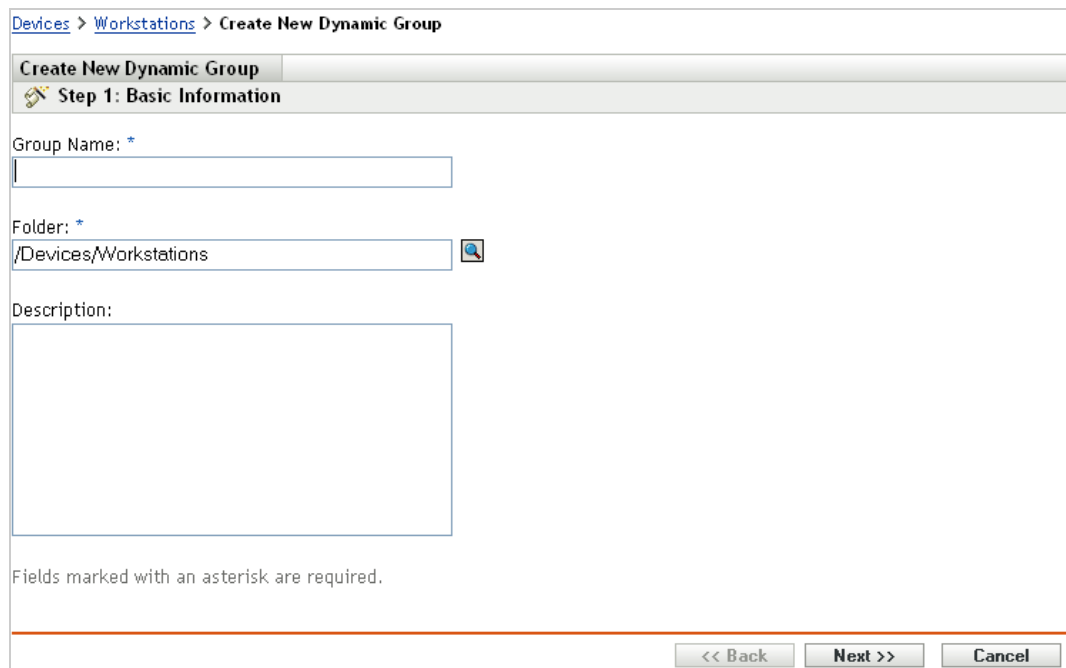 Devices > Workstations > Create New Dynamic Group
Create New Dynamic Group
Step 1: Basic Information
Group Name: *
Folder: *
/Devices/Workstations
Description:
Fields marked with an asterisk are required.
<< Back Next >> Cancel